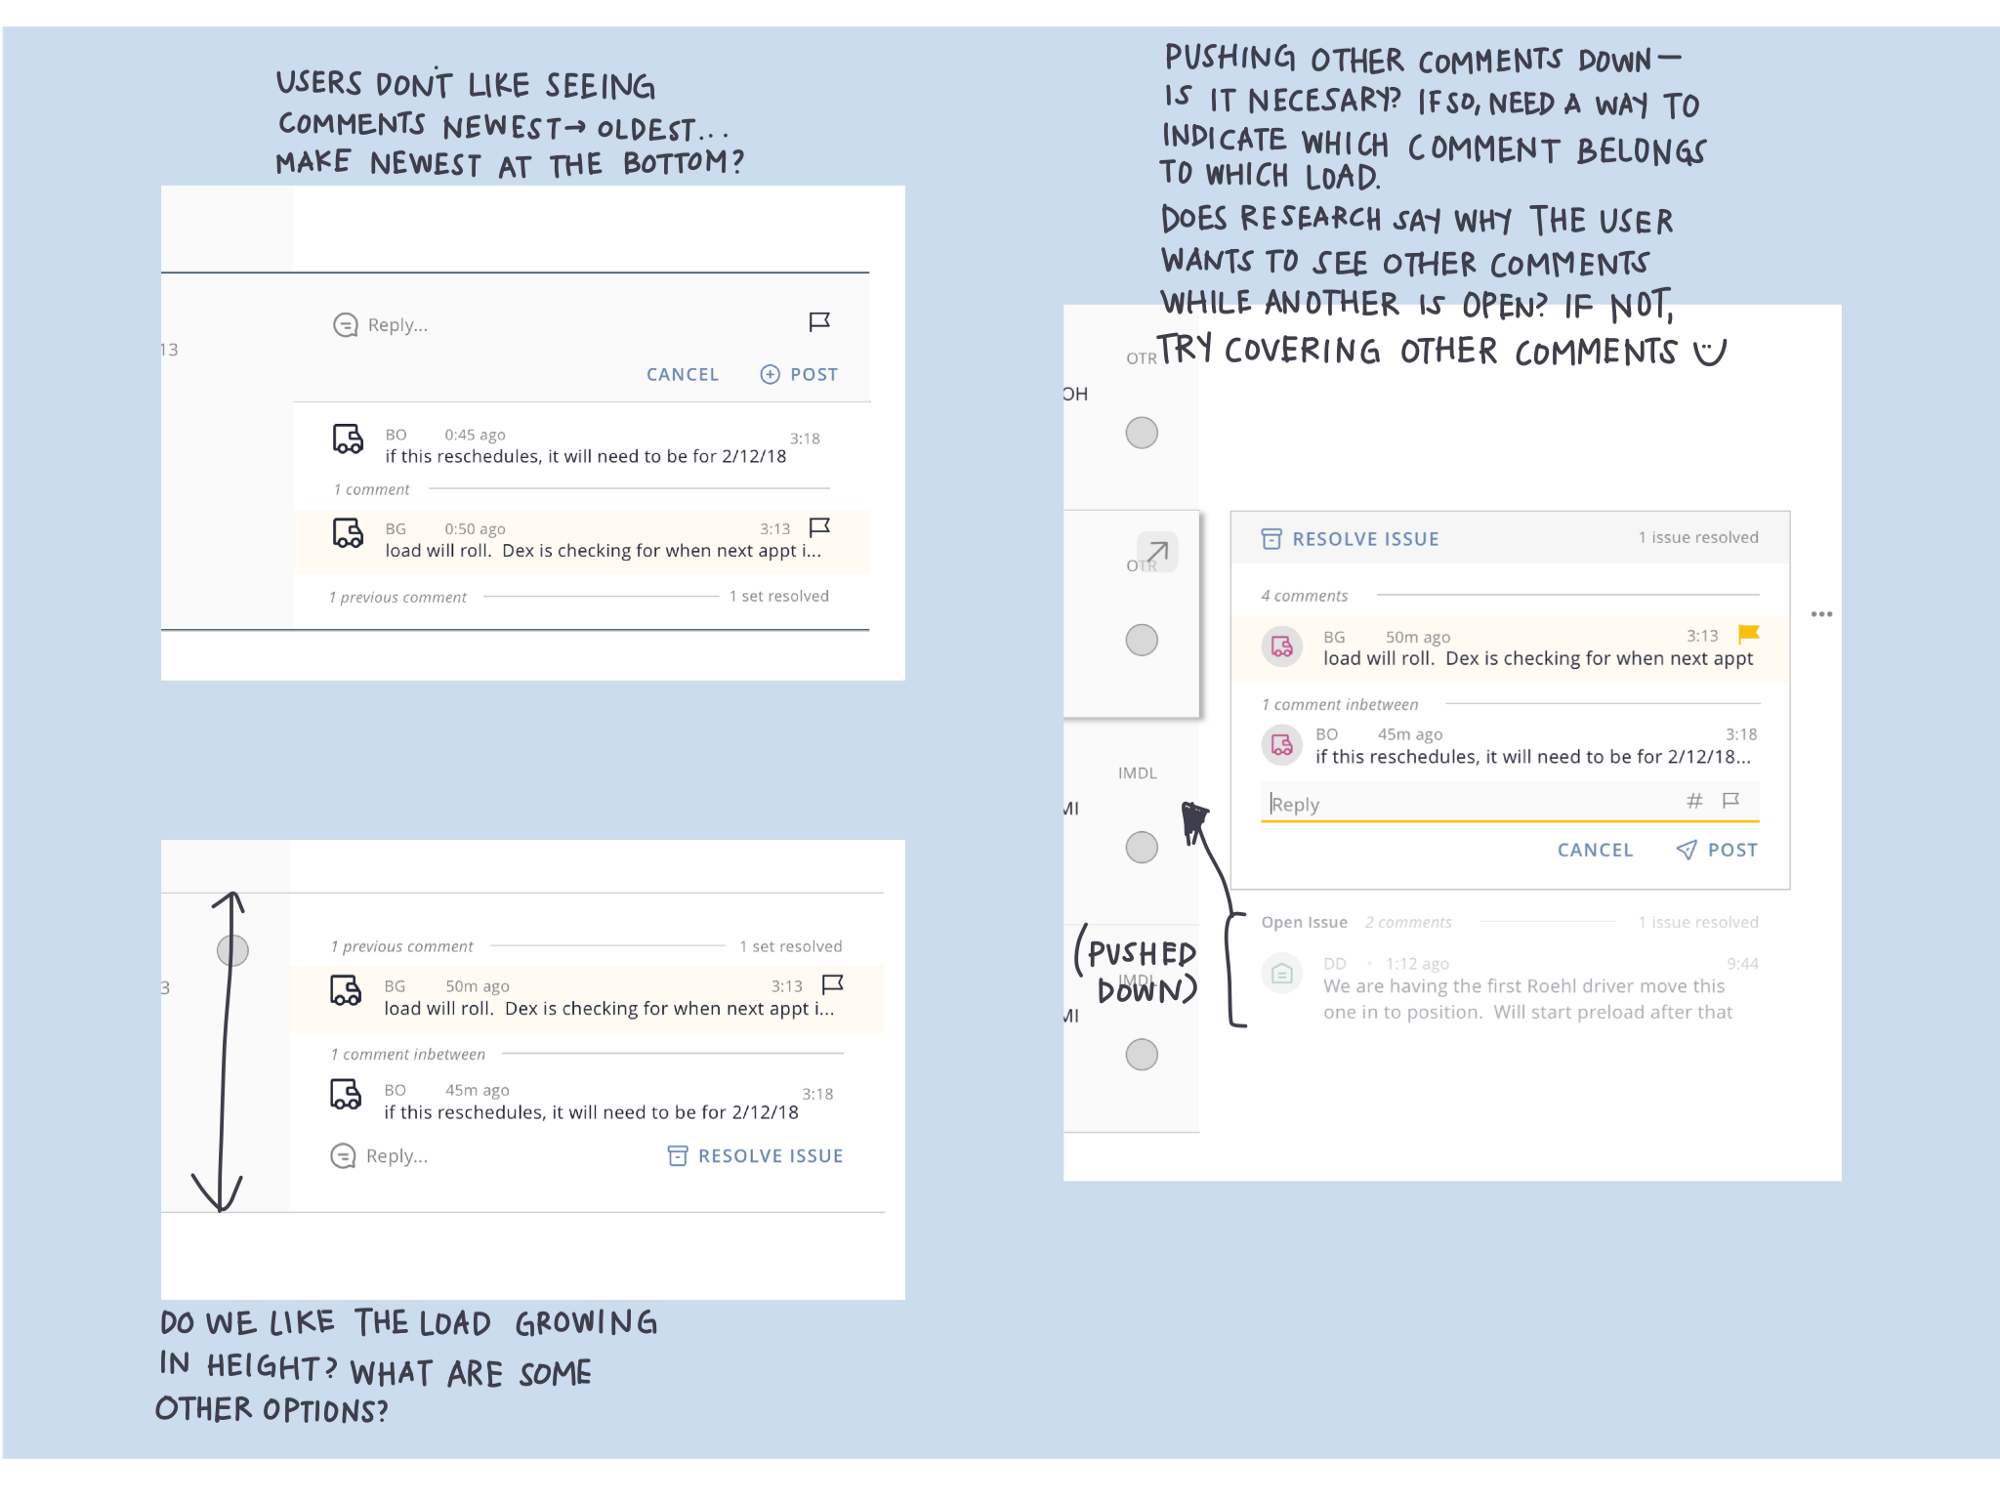 USERS DON'T LIKE SEEING
COMMENTS NEWEST→ OLDEST...
MAKE NEWEST AT THE BOTTOM?
13
Reply...
CANCEL POST
BO 0:45 ago 3:18
if this reschedules, it will need to be for 2/12/18
1 comment
BG 0:50 ago 3:13
load will roll. Dex is checking for when next appt i...
1 previous comment 1 set resolved
3
1 previous comment 1 set resolved
BG 50m ago 3:13
load will roll. Dex is checking for when next appt i...
1 comment inbetween
BO 45m ago 3:18
if this reschedules, it will need to be for 2/12/18
Reply... RESOLVE ISSUE
DO WE LIKE THE LOAD GROWING
IN HEIGHT? WHAT ARE SOME
OTHER OPTIONS?
PUSHING OTHER COMMENTS DOWN—
IS IT NECESARY? IF SO, NEED A WAY TO
INDICATE WHICH COMMENT BELONGS
TO WHICH LOAD.
DOES RESEARCH SAY WHY THE USER
WANTS TO SEE OTHER COMMENTS
WHILE ANOTHER IS OPEN? IF NOT,
TRY COVERING OTHER COMMENTS
OTR
OH
OTR
IMDL
MI
(PUSHED
DOWN)
IMDL
MI
RESOLVE ISSUE 1 issue resolved
4 comments
BG 50m ago 3:13
load will roll. Dex is checking for when next appt
1 comment inbetween
BO 45m ago 3:18
if this reschedules, it will need to be for 2/12/18...
Reply #
CANCEL POST
Open Issue 2 comments 1 issue resolved
DD • 1:12 ago 9:44
We are having the first Roehl driver move this
one in to position. Will start preload after that